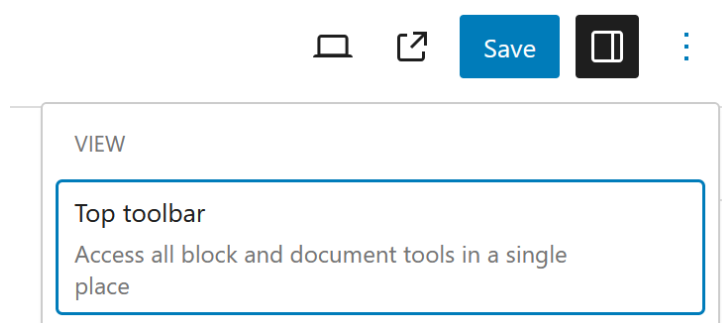 Save
VIEW
Top toolbar
Access all block and document tools in a single
place